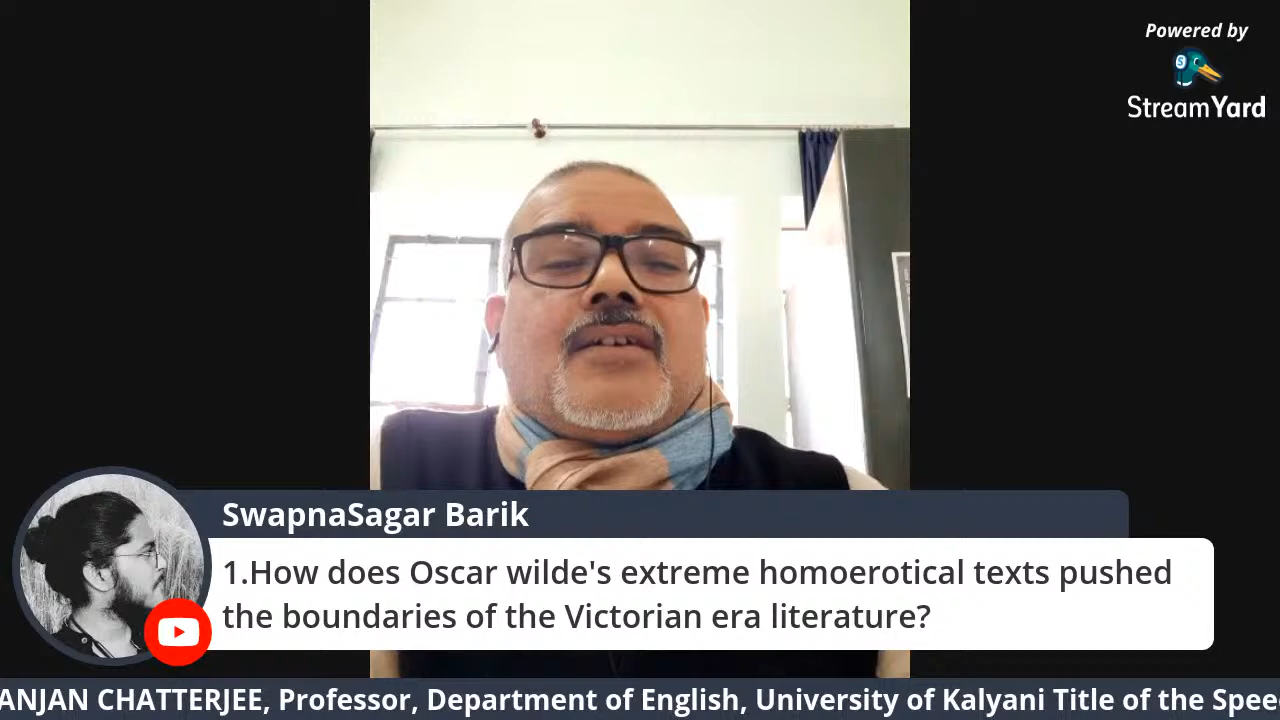 Powered by
StreamYard
SwapnaSagar Barik
1.How does Oscar wilde's extreme homoerotical texts pushed
the boundaries of the Victorian era literature?
ANJAN CHATTERJEE, Professor, Department of English, University of Kalyani Title of the Spee